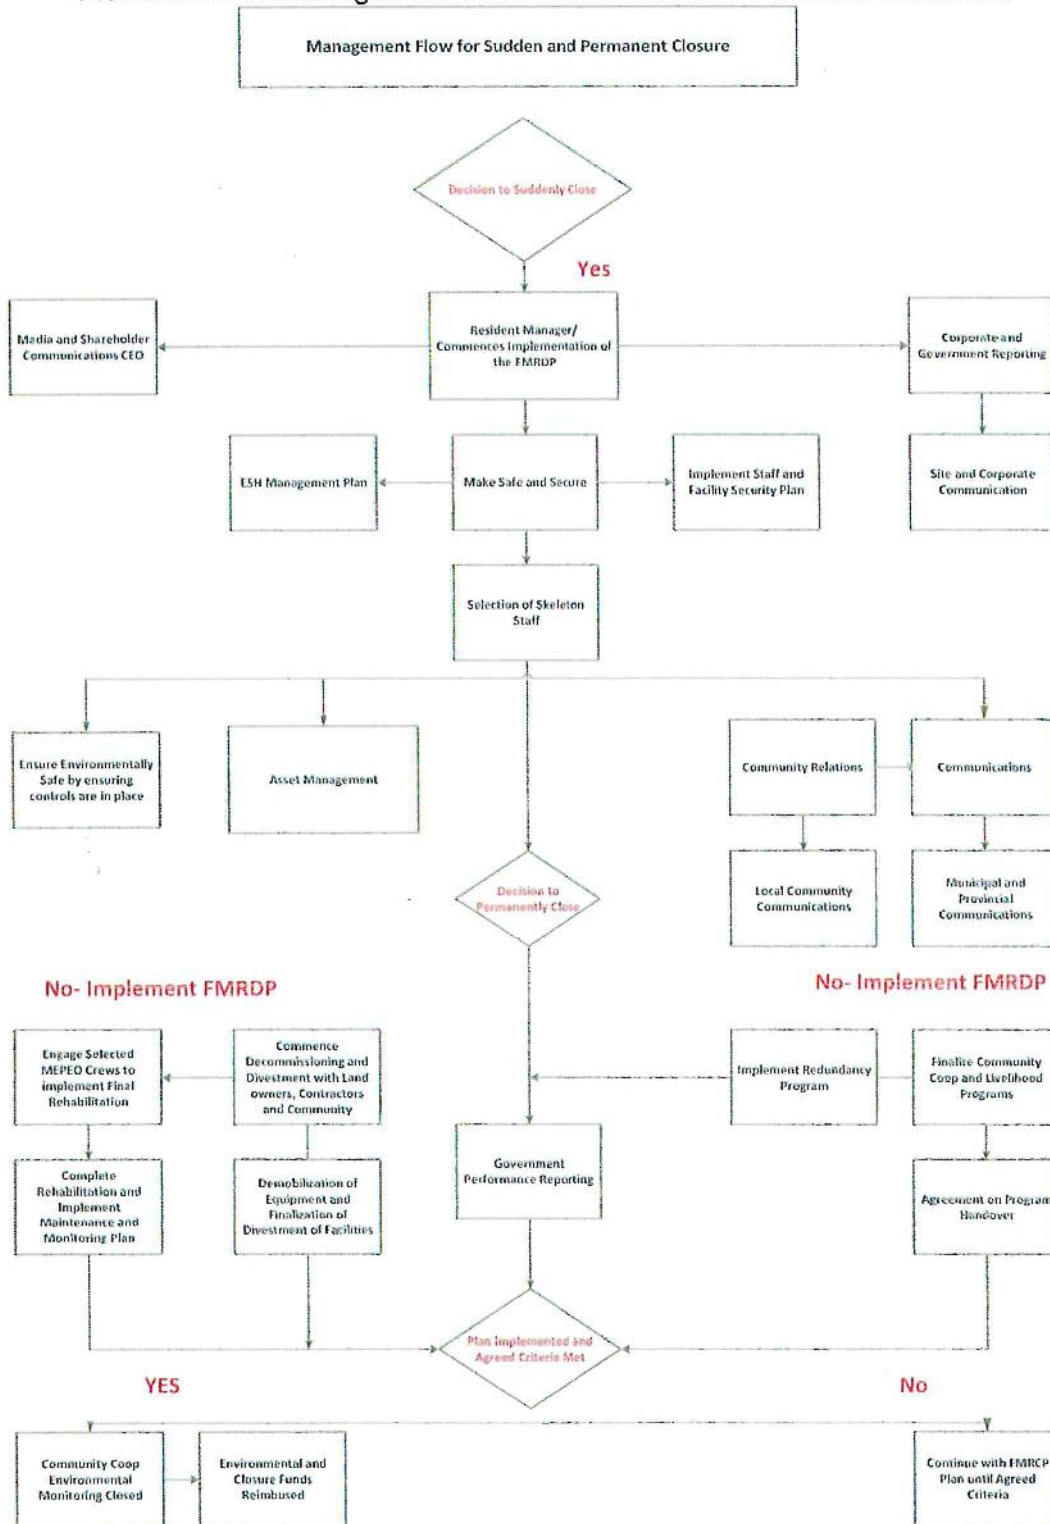 Management Flow for Sudden and Permanent Closure
Decision to Suddenly Close
Yes
Madia and Shareholder
Communications CEO
Resident Manager/
Commences Implementation of
the FMRDP
Corporate and
Government Reporting
ESH Management Plan
Make Safe and Secure
Implement Staff and
Facility Security Plan
Site and Corporate
Communication
Selection of Skeleton
Staff
Ensure Environmentally
Safe by ensuring
controls are in place
Asset Management
Community Relations
Communications
Decision to
Permanently Close
Local Community
Communications
Municipal and
Provincial
Communications
No- Implement FMRDP
No- Implement FMRDP
Engage Selected
MEPEO Crews to
implement Final
Rehabilitation
Commence
Decommissioning and
Divestment with Land
owners, Contractors
and Community
Implement Redundancy
Program
Finalise Community
Coop and Livelihood
Programs
Complete
Rehabilitation and
Implement
Maintenance and
Monitoring Plan
Demobilization of
Equipment and
Finalization of
Divestment of Facilities
Government
Performance Reporting
Agreement on Program
Handover
Plan Implemented and
Agreed Criteria Met
YES
No
Community Coop
Environmental
Monitoring Closed
Environmental and
Closure Funds
Reimbused
Continue with FMRCP
Plan until Agreed
Criteria